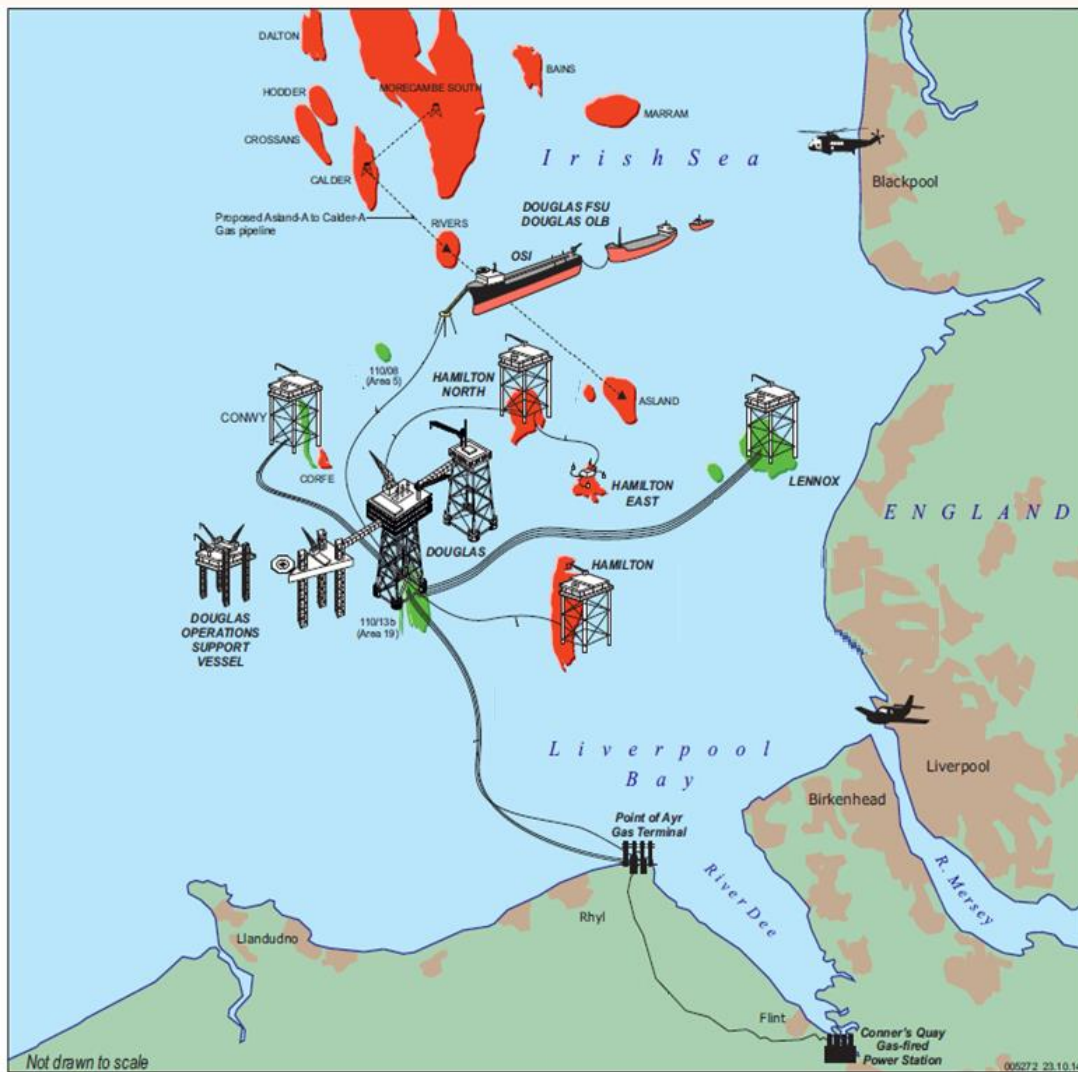 DALTON
BAINS
HODDER
MORECAMBE SOUTH
MARRAM
CROSSANS
Irish Sea
CALDER
Blackpool
Proposed Asland-A to Calder-A
Gas pipeline
RIVERS
DOUGLAS FSU
DOUGLAS OLB
OSI
110/08
(Area 5)
HAMILTON
NORTH
CONWY
ASLAND
CORFE
HAMILTON
EAST
LENNOX
ENGLAND
DOUGLAS
HAMILTON
DOUGLAS
OPERATIONS
SUPPORT
VESSEL
110/13b
(Area 19)
Liverpool
Bay
Liverpool
Birkenhead
Point of Ayr
Gas Terminal
River Dee
R. Mersey
Rhyl
Llandudno
Flint
Conner's Quay
Gas-fired
Power Station
Not drawn to scale
005272 23.10.14